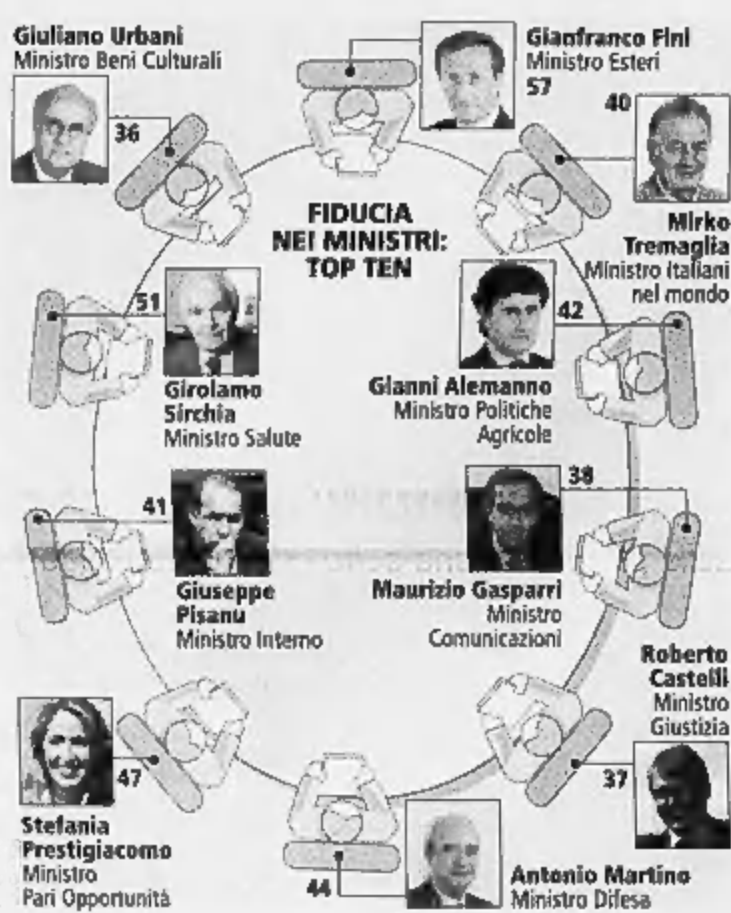 Giuliano Urbani
Ministro Beni Culturali
36
Gianfranco Fini
Ministro Esteri
57
40
Mirko
Tremaglia
Ministro Italiani
nel mondo
FIDUCIA
NEI MINISTRI:
TOP TEN
51
Girolamo
Sirchia
Ministro Salute
42
Gianni Alemanno
Ministro Politiche
Agricole
41
Giuseppe
Pisanu
Ministro Interno
38
Maurizio Gasparri
Ministro
Comunicazioni
Roberto
Castelli
Ministro
Giustizia
37
47
Stefania
Prestigiacomo
Ministro
Pari Opportunità
44
Antonio Martino
Ministro Difesa